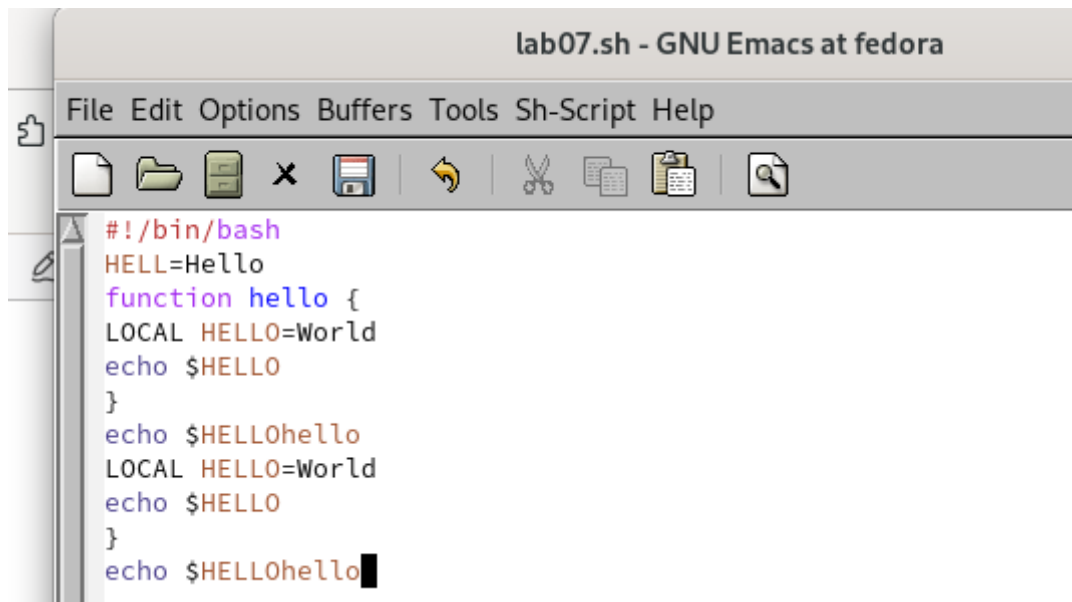 lab07.sh - GNU Emacs at fedora
File Edit Options Buffers Tools Sh-Script Help
#!/bin/bash
HELL=Hello
function hello {
LOCAL HELLO=World
echo $HELLO
}
echo $HELLOhello
LOCAL HELLO=World
echo $HELLO
}
echo $HELLOhello